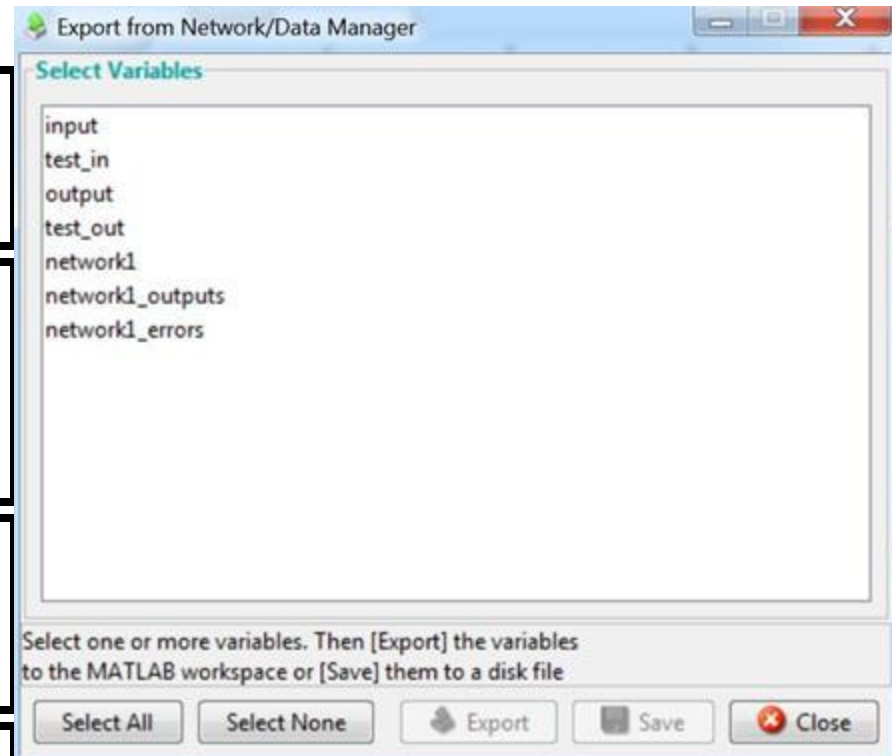 Export from Network/Data Manager
Select Variables
input
test_in
output
test_out
network1
network1_outputs
network1_errors
Select one or more variables. Then [Export] the variables
to the MATLAB workspace or [Save] them to a disk file
Select All Select None Export Save Close